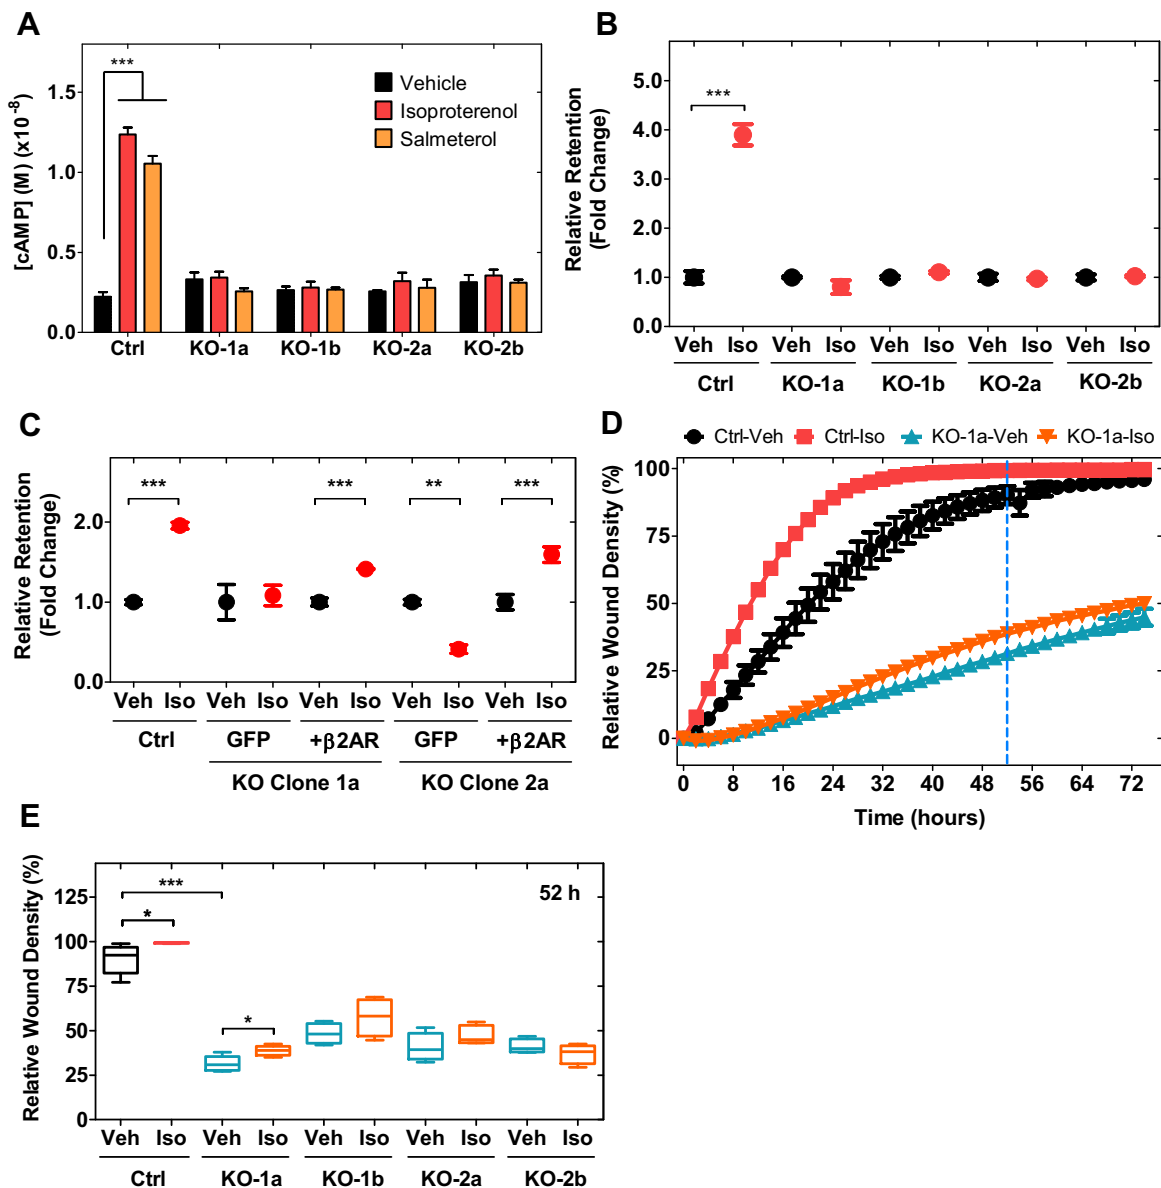 A
[cAMP] (M) (x10⁻⁸)
1.5
1.0
0.5
0.0
***
Vehicle
Isoproterenol
Salmeterol
Ctrl KO-1a KO-1b KO-2a KO-2b
B
Relative Retention
(Fold Change)
5.0
4.0
3.0
2.0
1.0
0.0
***
Veh Iso Veh Iso Veh Iso Veh Iso Veh Iso
Ctrl KO-1a KO-1b KO-2a KO-2b
C
Relative Retention
(Fold Change)
2.0
1.0
0.0
*** *** ** ***
Veh Iso Veh Iso Veh Iso Veh Iso Veh Iso
Ctrl GFP +β2AR GFP +β2AR
KO Clone 1a KO Clone 2a
D
Ctrl-Veh Ctrl-Iso KO-1a-Veh KO-1a-Iso
Relative Wound Density (%)
100
75
50
25
0
0 8 16 24 32 40 48 56 64 72
Time (hours)
E
Relative Wound Density (%)
125
100
75
50
25
0
52 h
***
*
*
Veh Iso Veh Iso Veh Iso Veh Iso Veh Iso
Ctrl KO-1a KO-1b KO-2a KO-2b